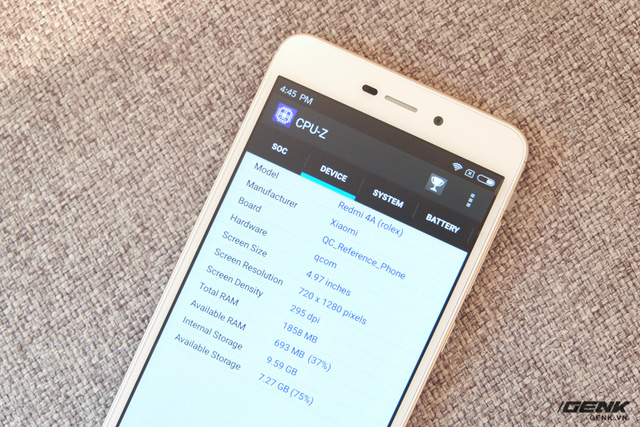 4:45 PM
CPU-Z
SOC DEVICE SYSTEM BATTERY
Model Redmi 4A (rolex)
Manufacturer Xiaomi
Board QC_Reference_Phone
Hardware qcom
Screen Size 4.97 inches
Screen Resolution 720 x 1280 pixels
Screen Density 295 dpi
Total RAM 1858 MB
Available RAM 693 MB (37%)
Internal Storage 9.59 GB
Available Storage 7.27 GB (75%)
GENK
GENK.VN